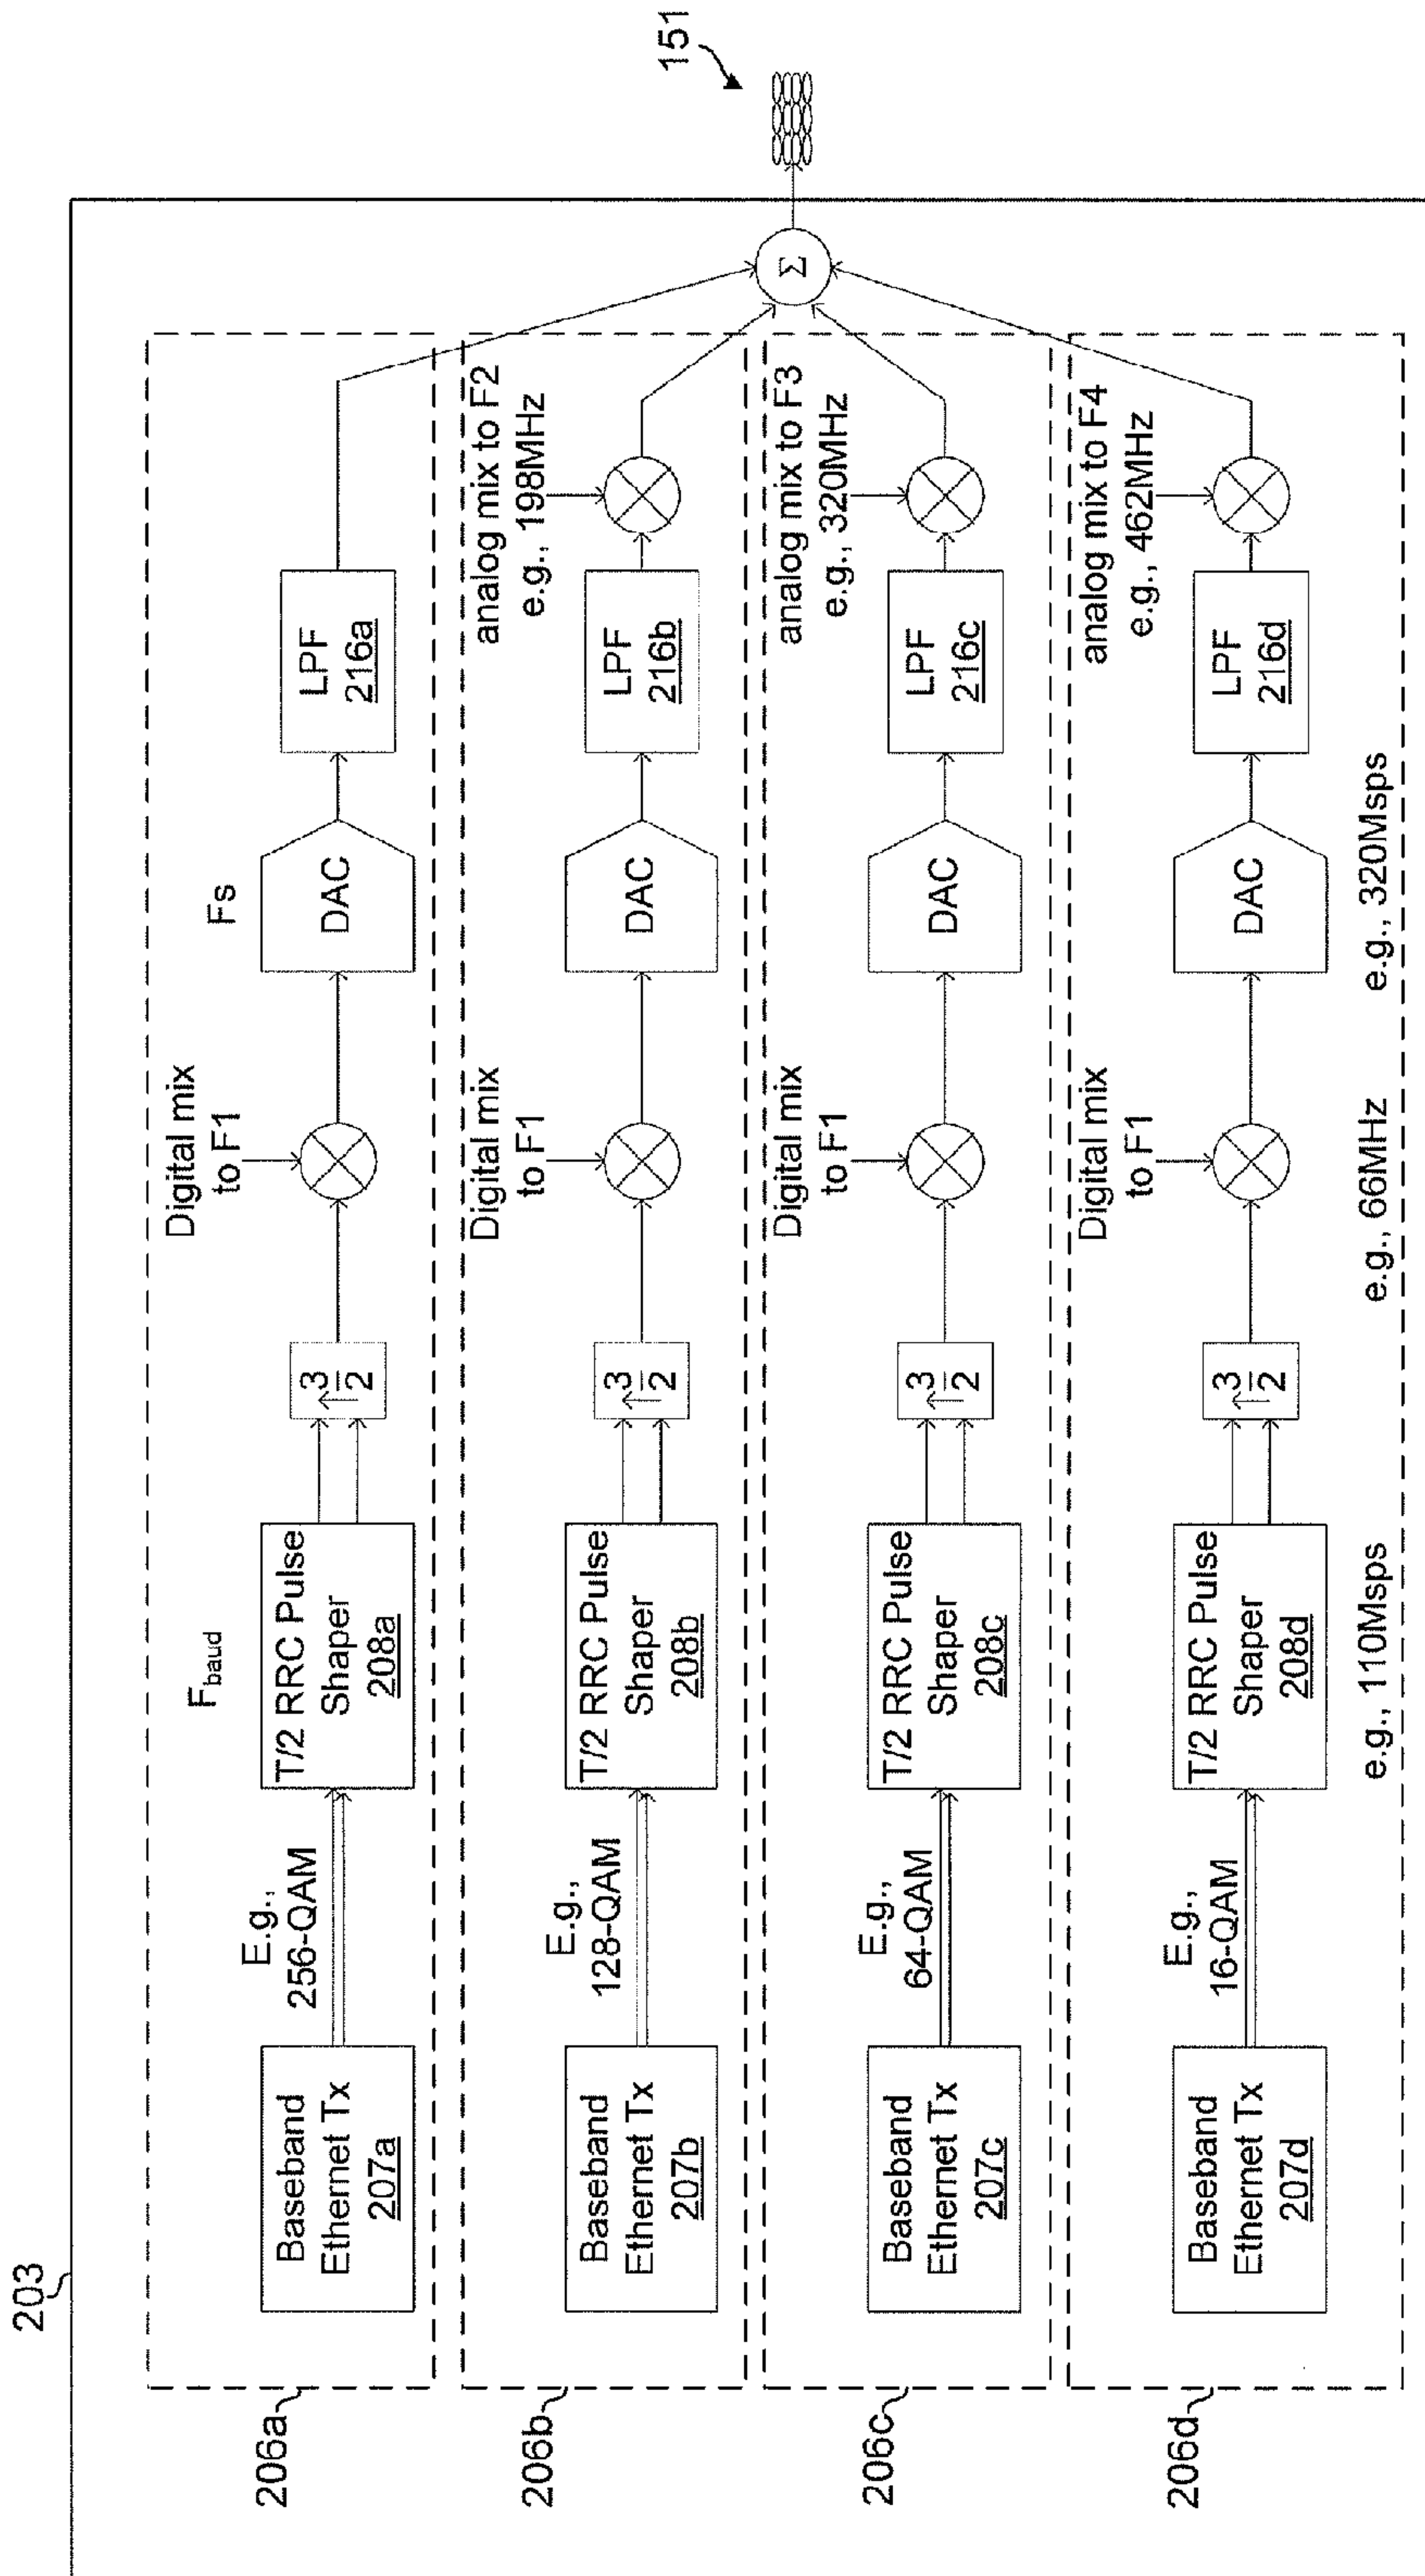 203
206a
Baseband
Ethernet Tx
207a
E.g.,
256-QAM
F_baud
T/2 RRC Pulse
Shaper
208a
↑3/2
Digital mix
to F1
Fs
DAC
LPF
216a
206b
Baseband
Ethernet Tx
207b
E.g.,
128-QAM
T/2 RRC Pulse
Shaper
208b
↑3/2
Digital mix
to F1
DAC
LPF
216b
analog mix to F2
e.g., 198MHz
206c
Baseband
Ethernet Tx
207c
E.g.,
64-QAM
T/2 RRC Pulse
Shaper
208c
↑3/2
Digital mix
to F1
DAC
LPF
216c
analog mix to F3
e.g., 320MHz
206d
Baseband
Ethernet Tx
207d
E.g.,
16-QAM
T/2 RRC Pulse
Shaper
208d
↑3/2
Digital mix
to F1
DAC
LPF
216d
analog mix to F4
e.g., 462MHz
e.g., 110Msps
e.g., 66MHz
e.g., 320Msps
Σ
151